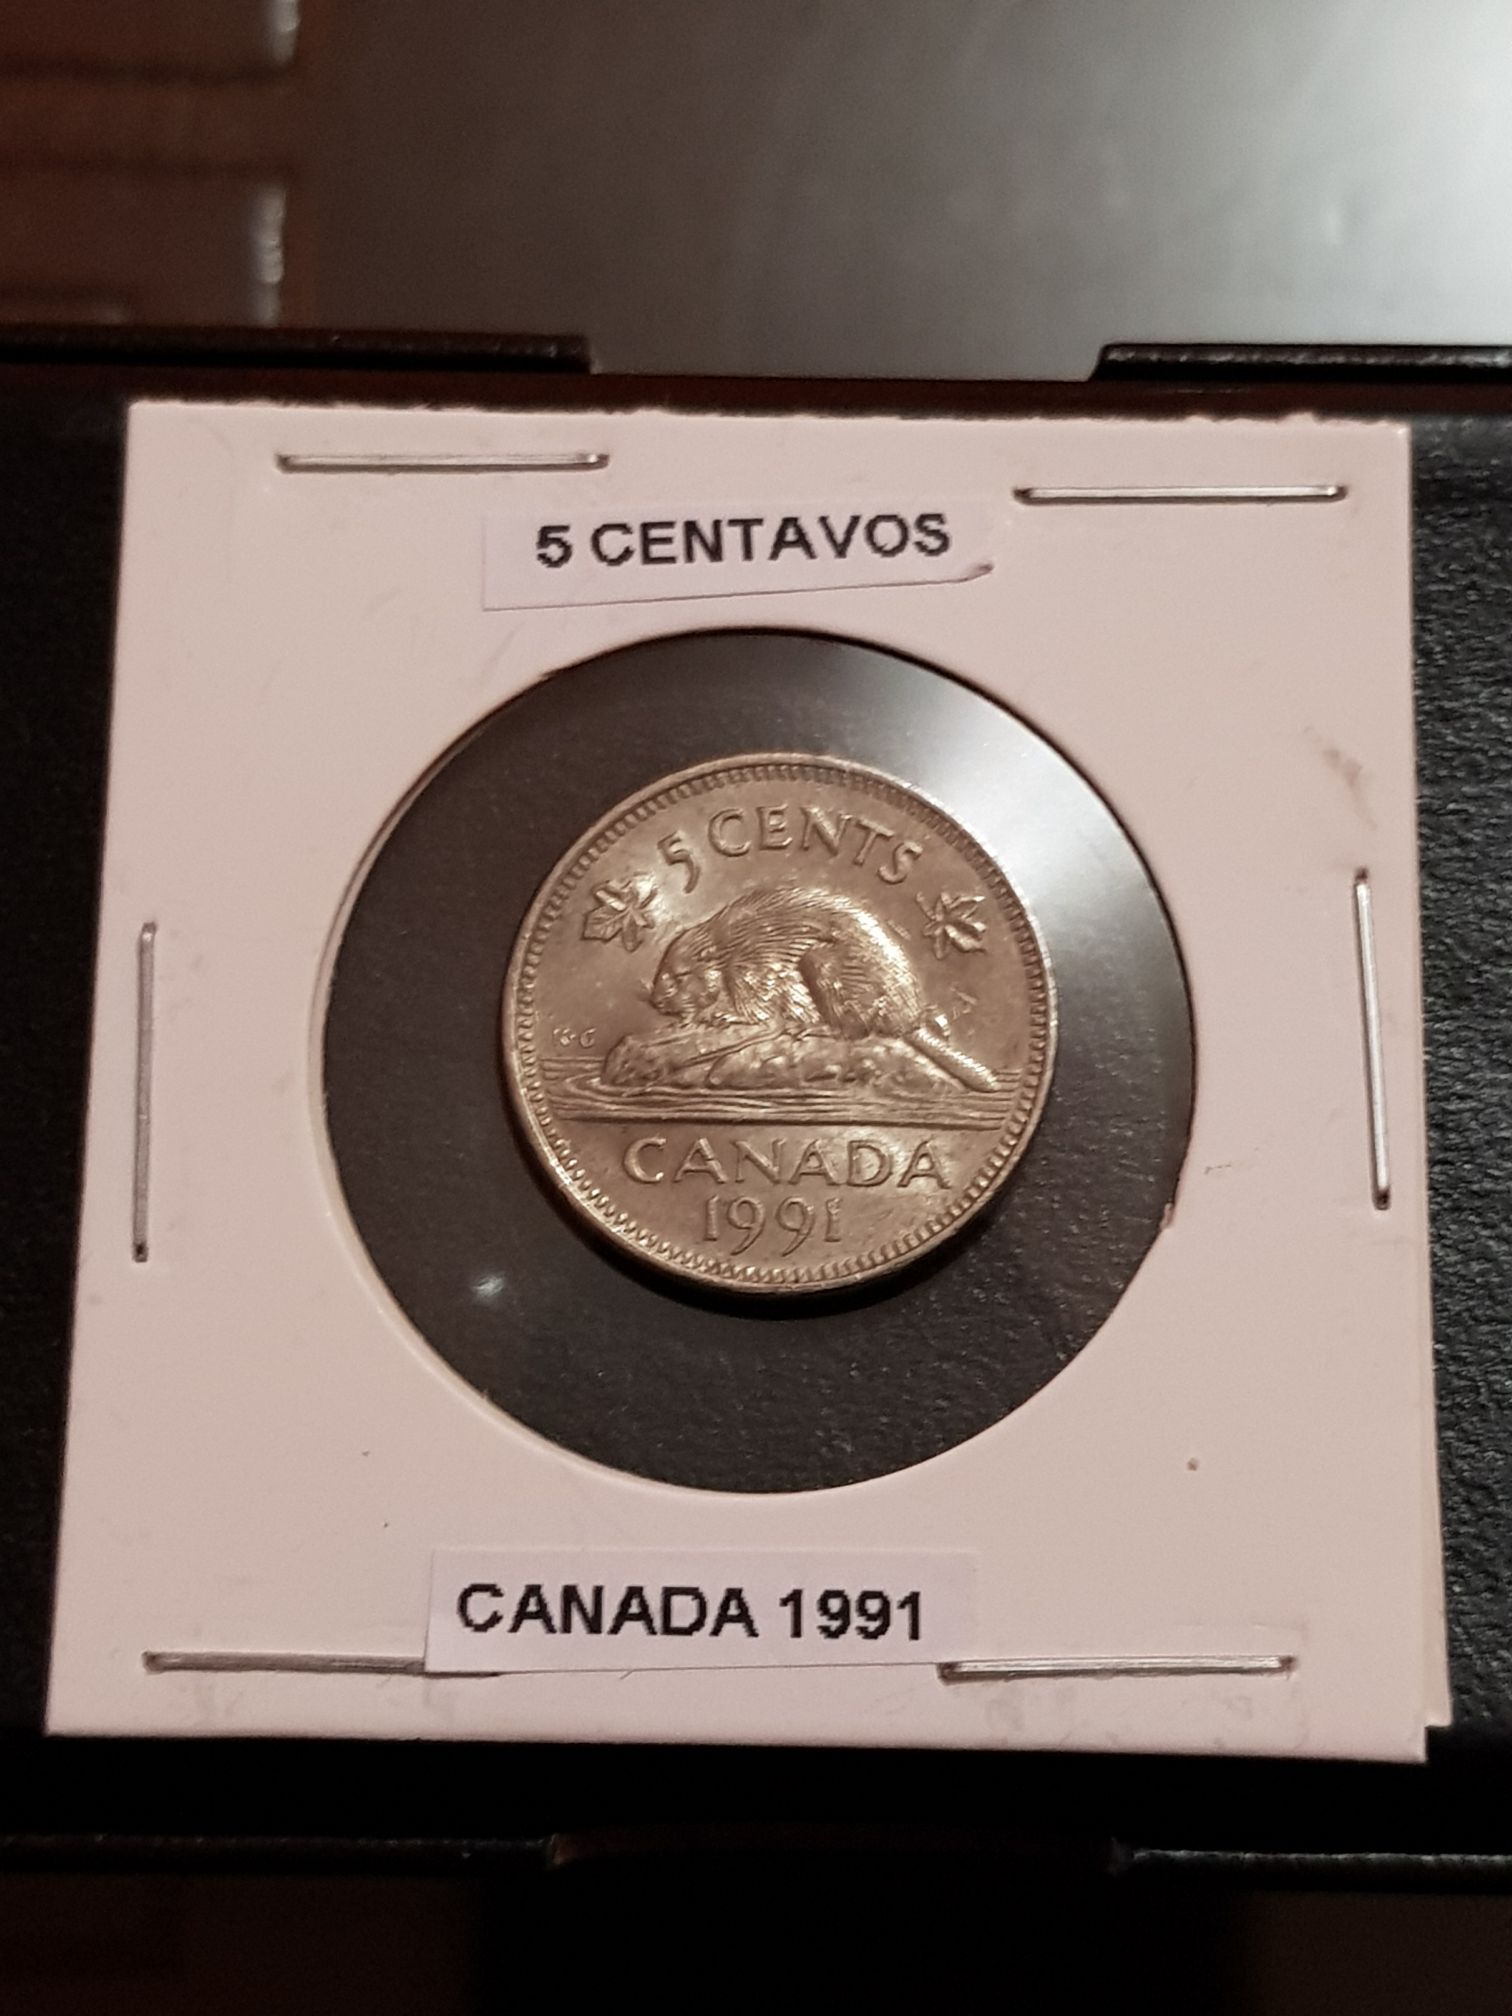 5 CENTAVOS
5 CENTS
K·G
CANADA
1991
CANADA 1991